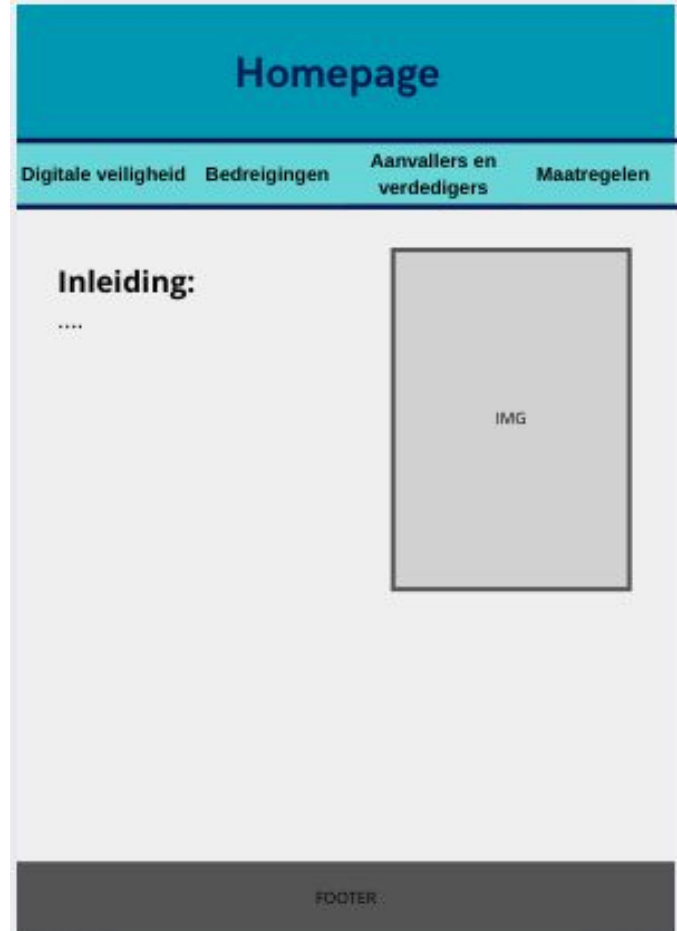 Homepage
Digitale veiligheid Bedreigingen Aanvallers en verdedigers Maatregelen
Inleiding:
....
IMG
FOOTER